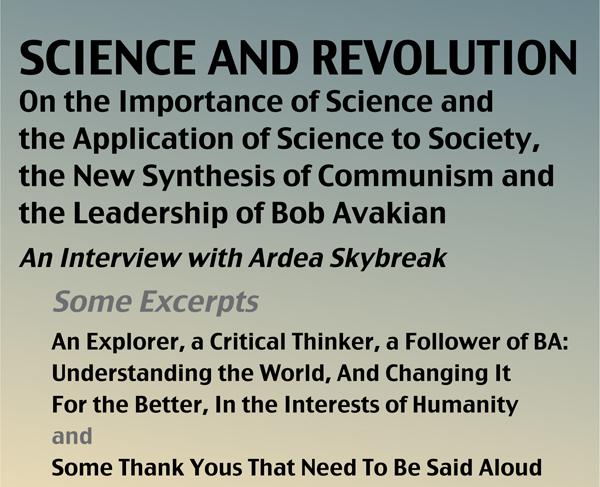 SCIENCE AND REVOLUTION
On the Importance of Science and
the Application of Science to Society,
the New Synthesis of Communism and
the Leadership of Bob Avakian
An Interview with Ardea Skybreak
Some Excerpts
An Explorer, a Critical Thinker, a Follower of BA:
Understanding the World, And Changing It
For the Better, In the Interests of Humanity
and
Some Thank Yous That Need To Be Said Aloud